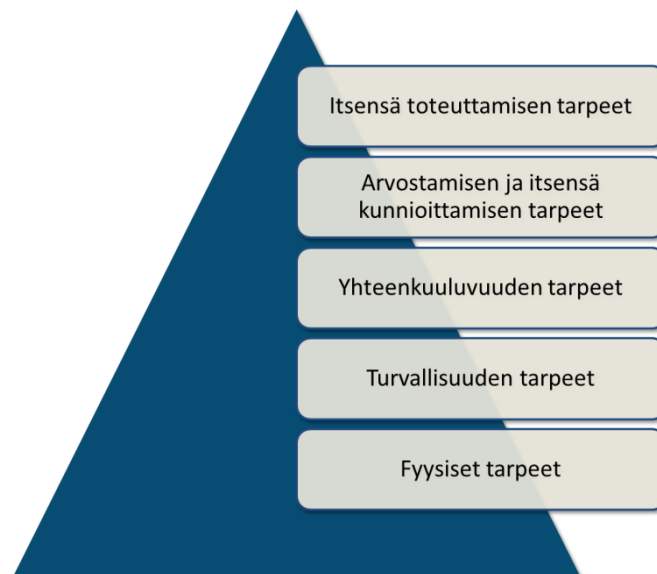 Itsensä toteuttamisen tarpeet
Arvostamisen ja itsensä
kunnioittamisen tarpeet
Yhteenkuuluvuuden tarpeet
Turvallisuuden tarpeet
Fyysiset tarpeet